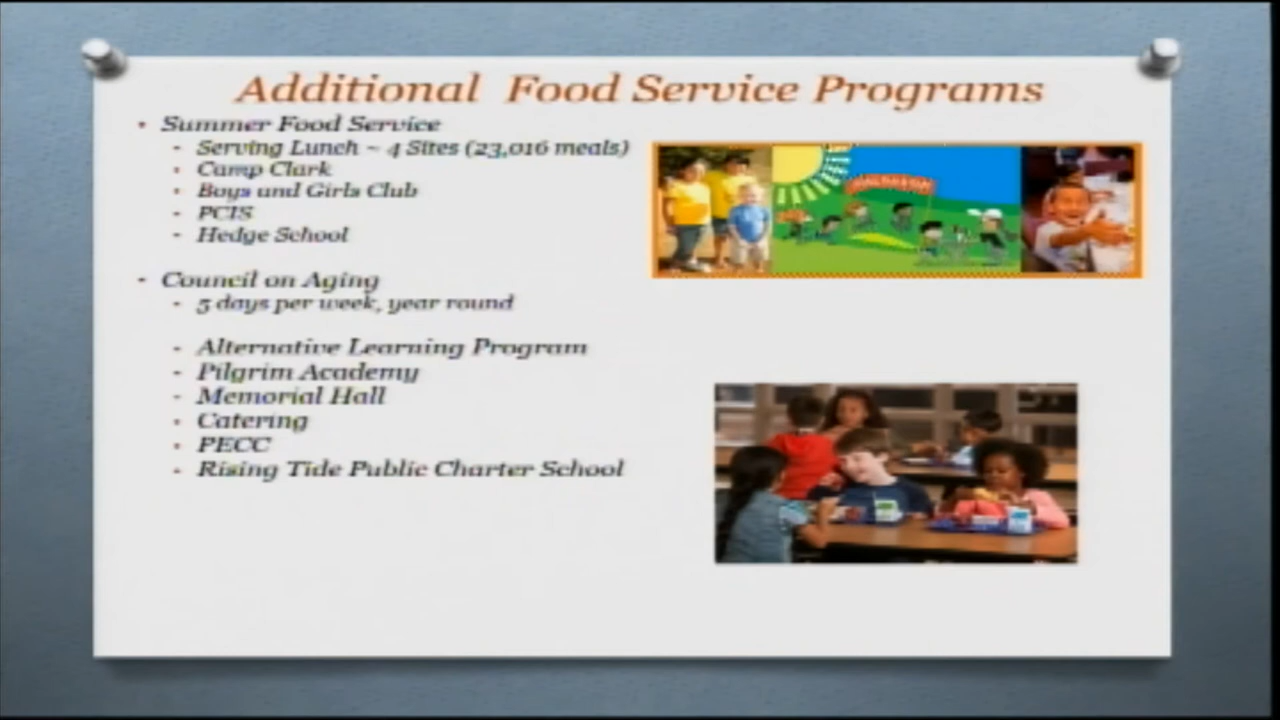 Additional Food Service Programs
Summer Food Service
Serving Lunch ~ 4 Sites (23,016 meals)
Camp Clark
Boys and Girls Club
PCIS
Hedge School
Council on Aging
5 days per week, year round
Alternative Learning Program
Pilgrim Academy
Memorial Hall
Catering
PECC
Rising Tide Public Charter School